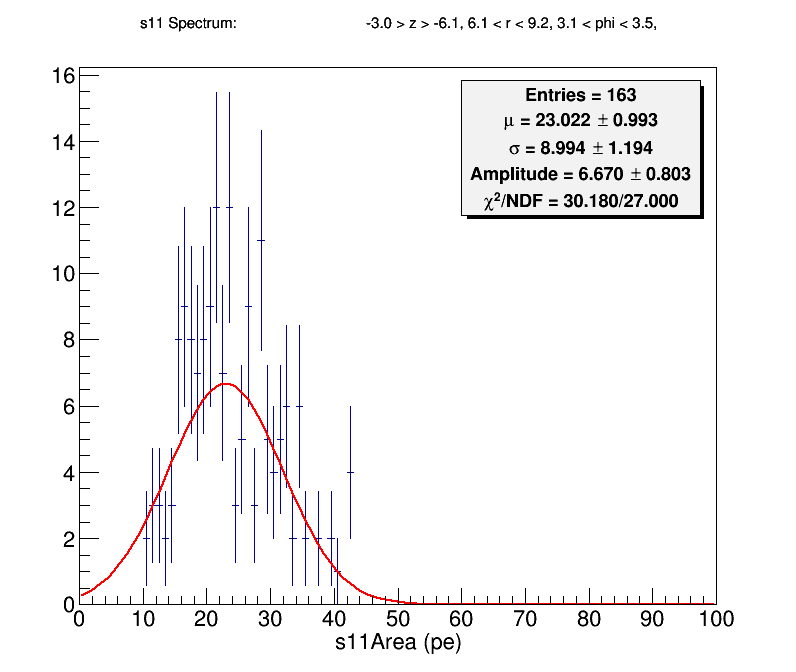 s11 Spectrum: -3.0 > z > -6.1, 6.1 < r < 9.2, 3.1 < phi < 3.5,
Entries = 163
μ = 23.022 ± 0.993
σ = 8.994 ± 1.194
Amplitude = 6.670 ± 0.803
χ²/NDF = 30.180/27.000
16
14
12
10
8
6
4
2
0
0 10 20 30 40 50 60 70 80 90 100
s11Area (pe)